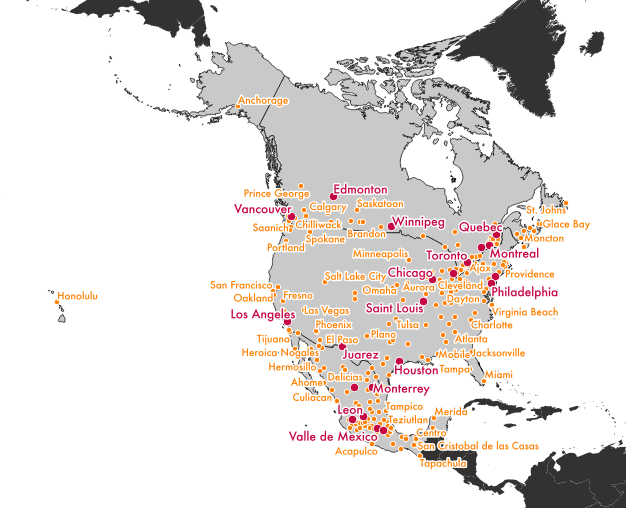 Anchorage
Edmonton
Prince George
Calgary
Saskatoon
Vancouver
Chilliwack
Winnipeg
Saanich
Spokane
Brandon
Portland
Quebec
St. Johns
Glace Bay
Moncton
Minneapolis
Toronto
Montreal
Salt Lake City
Chicago
Ajax
Providence
San Francisco
Omaha
Aurora
Cleveland
Philadelphia
Oakland
Fresno
Dayton
Honalulu
Los Angeles
Las Vegas
Saint Louis
Virginia Beach
Phoenix
Tulsa
Charlotte
Tijuana
El Paso
Plano
Atlanta
Heroica Nogales
Juarez
Mobile
Jacksonville
Hermosillo
Delicias
Houston
Tampa
Miami
Ahome
Monterrey
Culiacan
Leon
Tampico
Merida
Teziutlan
Valle de Mexico
Centro
San Cristobal de las Casas
Acapulco
Tapachula